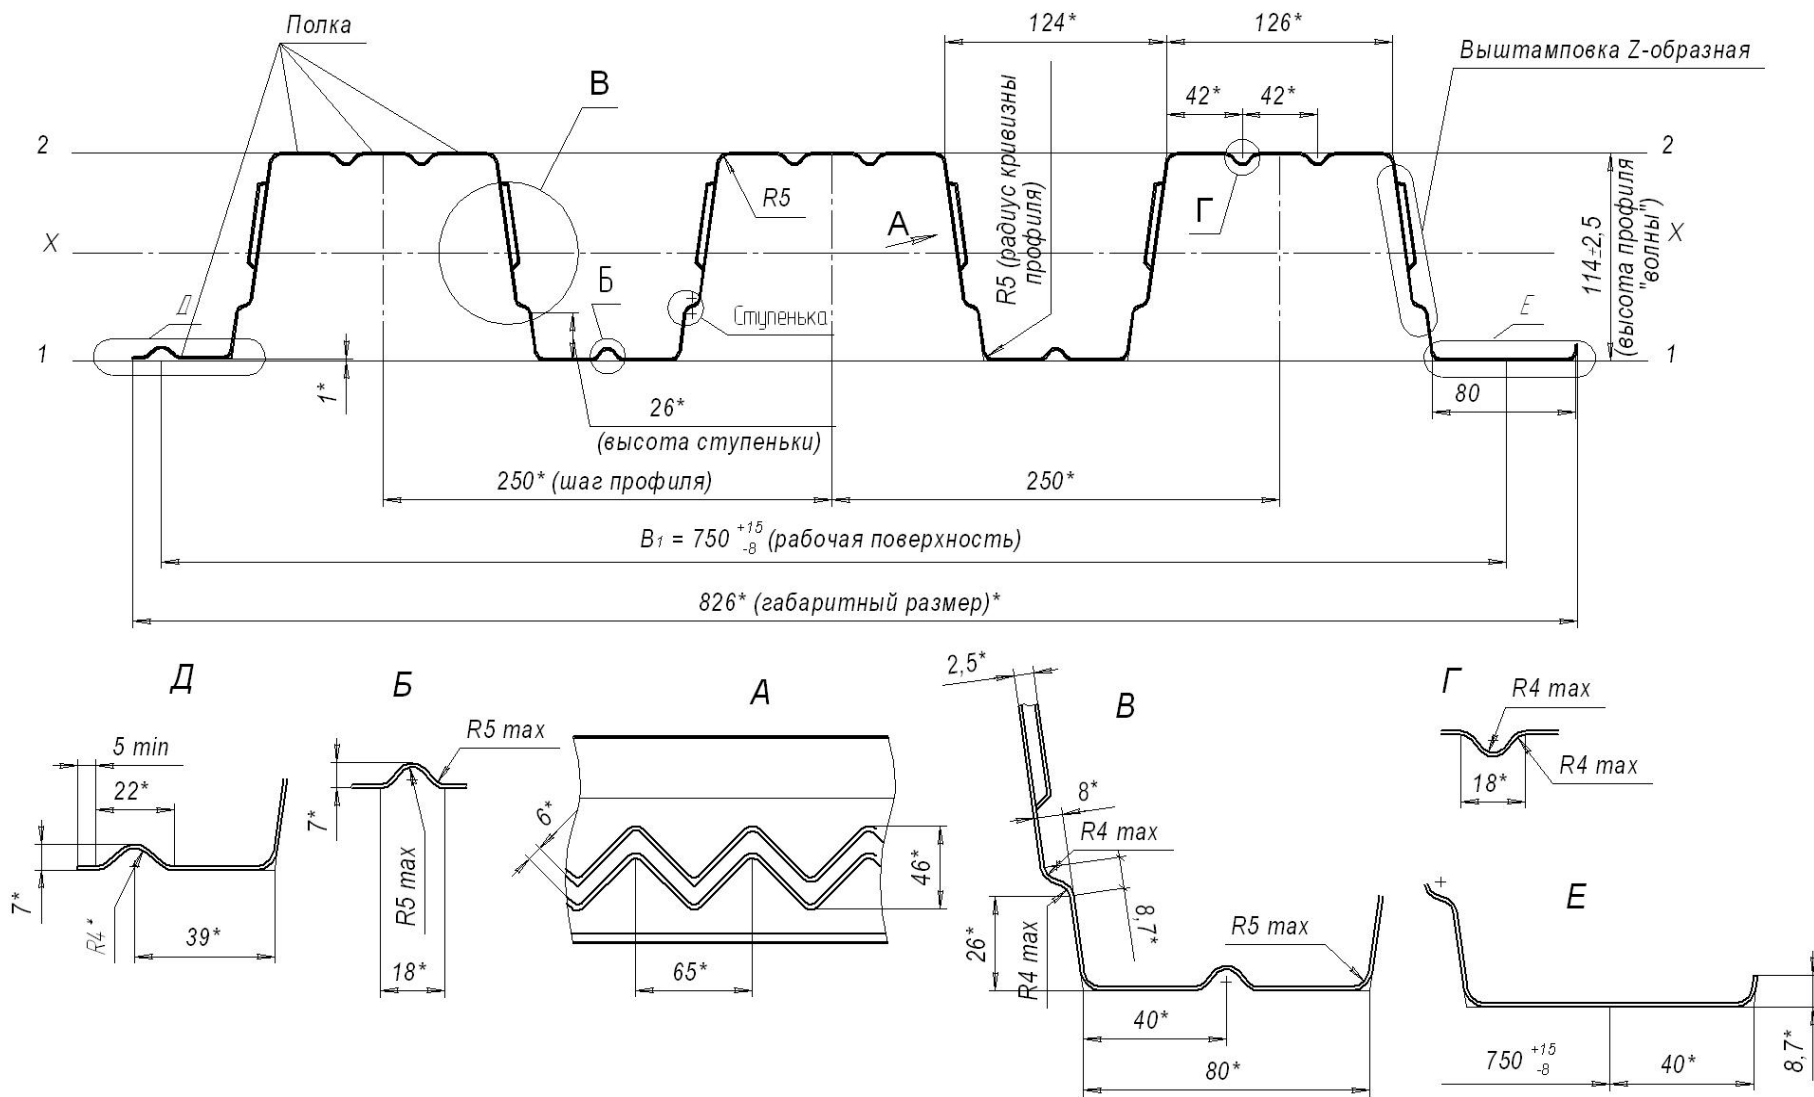 Полка
В
124*
126*
Выштамповка Z-образная
42*
42*
2
2
R5
R5 (радиус кривизны
профиля)
А
Г
114±2,5
(высота профиля
"волны")
X
X
Б
Ступенька
Д
Е
1
1
1*
26*
(высота ступеньки)
80
250* (шаг профиля)
250*
B1 = 750 +15 -8 (рабочая поверхность)
826* (габаритный размер)*
Д
5 min
22*
7*
R4*
39*
Б
R5 max
7*
R5 max
18*
А
6*
46*
65*
В
2,5*
8*
R4 max
8,7*
26*
R4 max
R5 max
40*
80*
Г
R4 max
R4 max
18*
Е
750 +15 -8
40*
8,7*